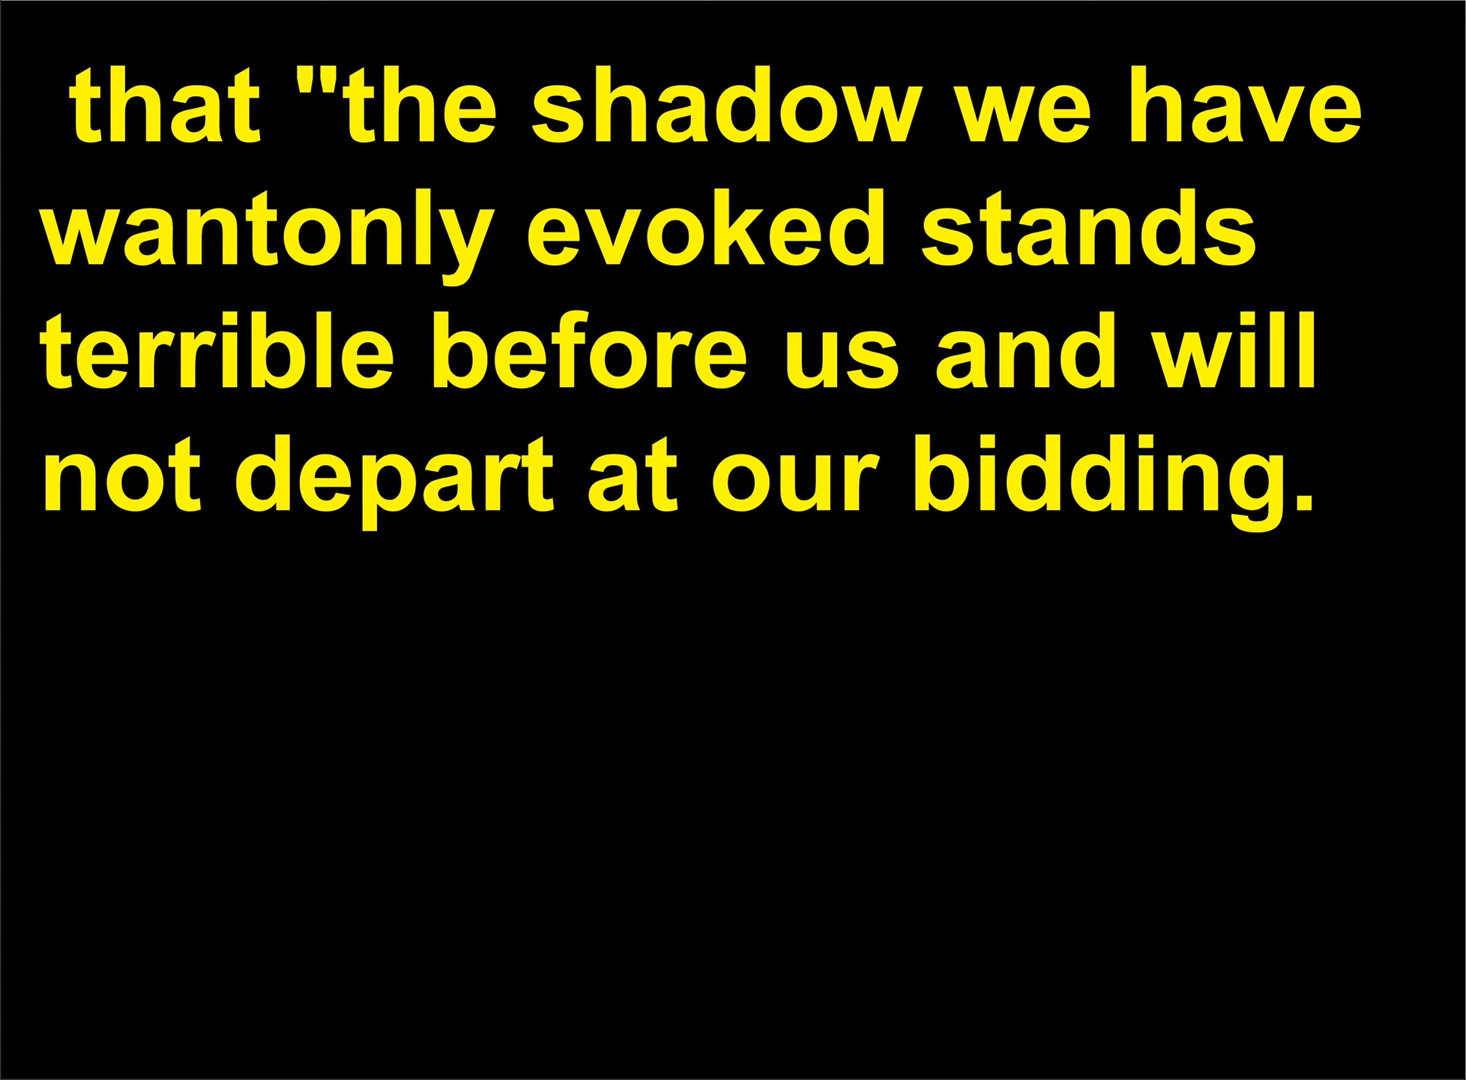 that "the shadow we have
wantonly evoked stands
terrible before us and will
not depart at our bidding.